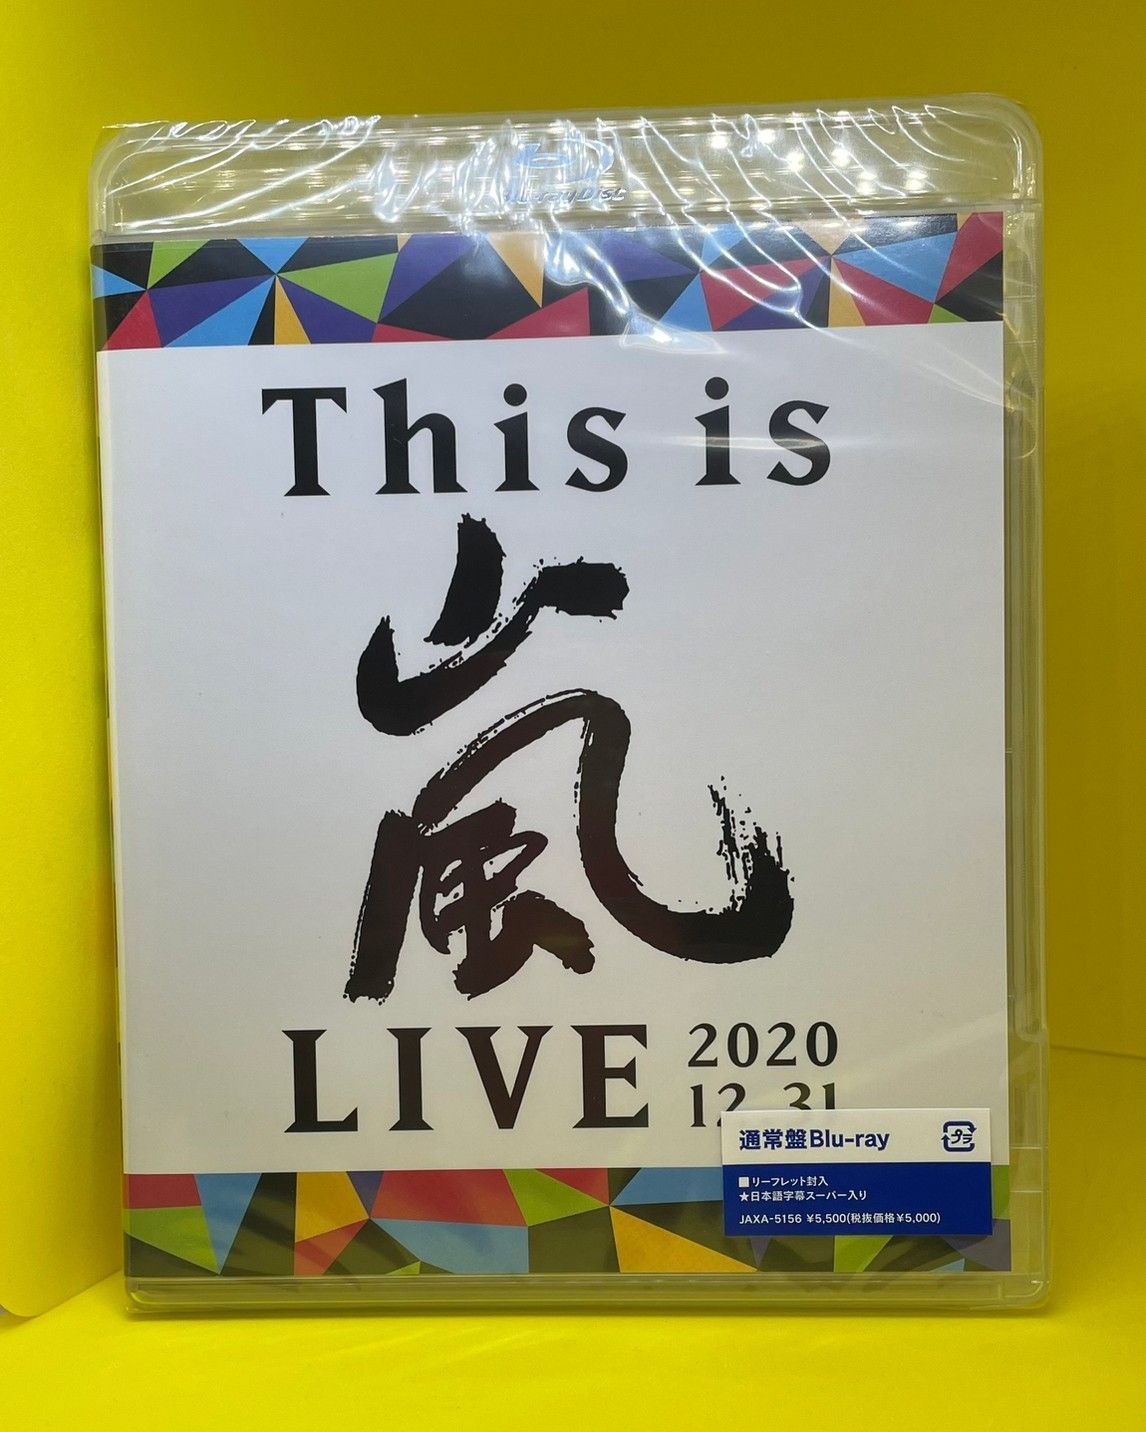 Blu-ray Disc
This is
嵐
LIVE 2020
12.31
通常盤Blu-ray
プラ
■リーフレット封入
★日本語字幕スーパー入り
JAXA-5156 ¥5,500(税抜価格¥5,000)